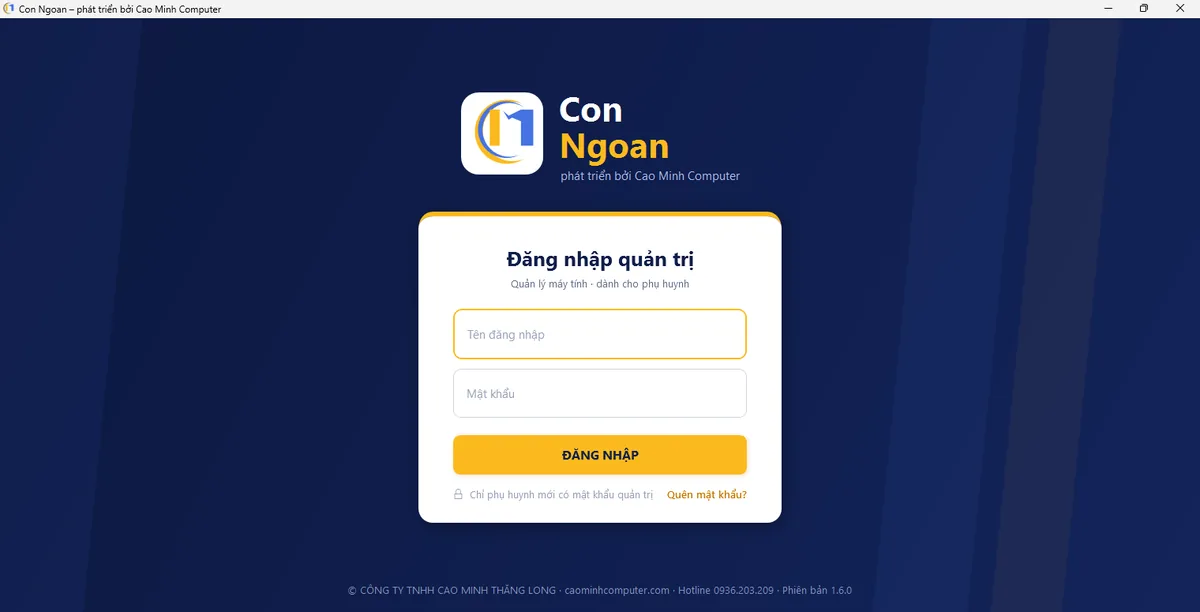 Con Ngoan – phát triển bởi Cao Minh Computer
Con
Ngoan
phát triển bởi Cao Minh Computer
Đăng nhập quản trị
Quản lý máy tính · dành cho phụ huynh
Tên đăng nhập
Mật khẩu
ĐĂNG NHẬP
Chỉ phụ huynh mới có mật khẩu quản trị Quên mật khẩu?
© CÔNG TY TNHH CAO MINH THĂNG LONG · caominhcomputer.com · Hotline 0936.203.209 · Phiên bản 1.6.0